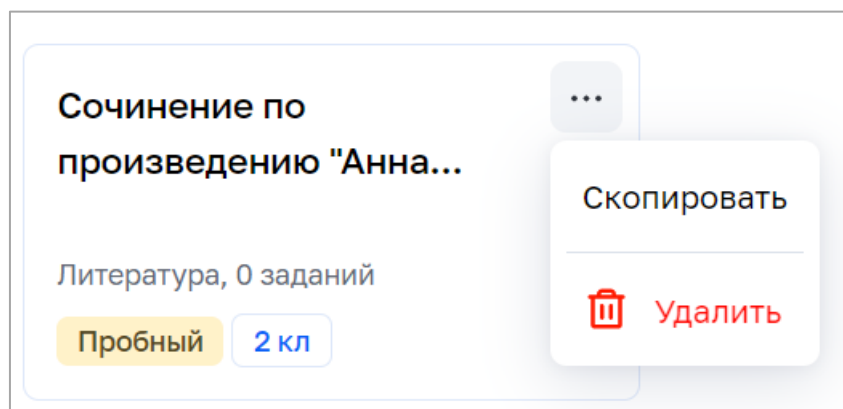 Сочинение по
произведению "Анна...
...
Скопировать
Удалить
Литература, 0 заданий
Пробный
2 кл